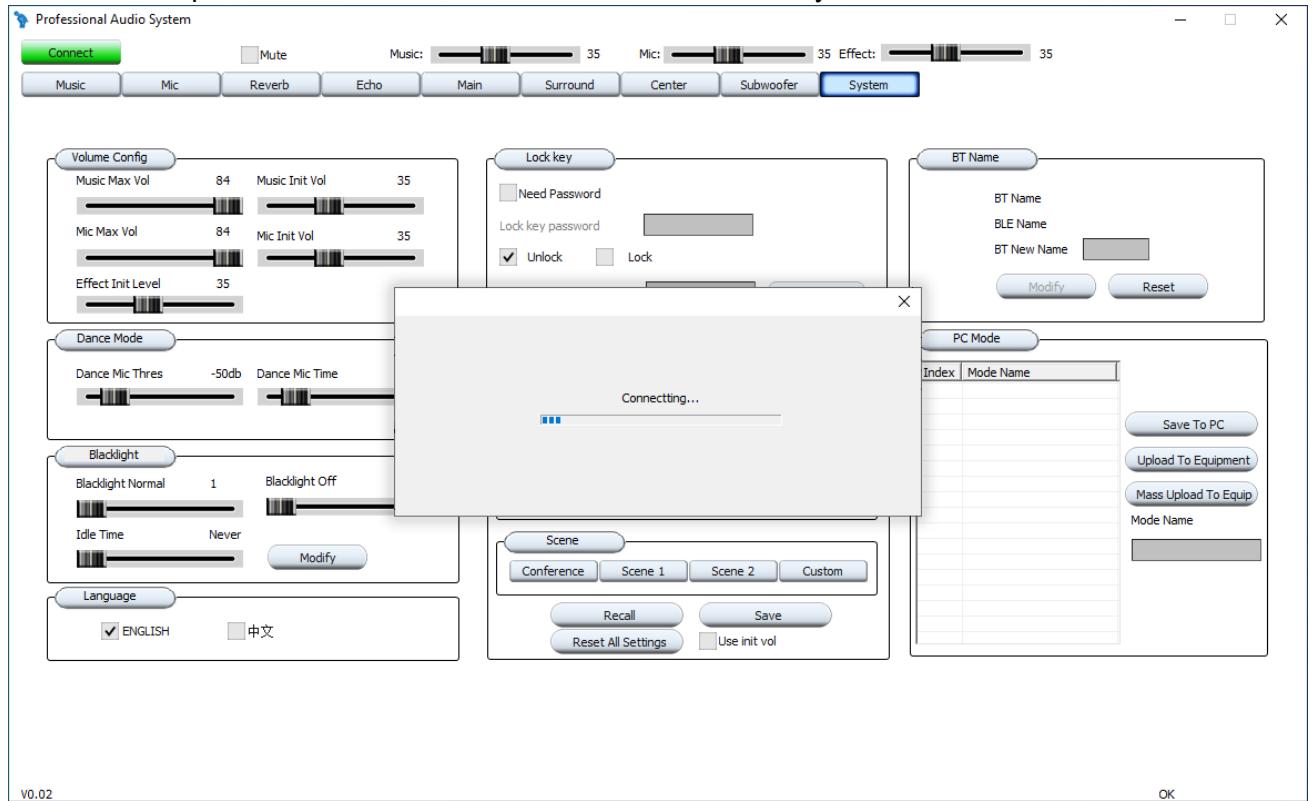 Professional Audio System
Connect
Mute
Music: 35
Mic: 35
Effect: 35
Music
Mic
Reverb
Echo
Main
Surround
Center
Subwoofer
System
Volume Config
Music Max Vol 84
Music Init Vol 35
Mic Max Vol 84
Mic Init Vol 35
Effect Init Level 35
Dance Mode
Dance Mic Thres -50db
Dance Mic Time
Blacklight
Blacklight Normal 1
Blacklight Off
Idle Time Never
Modify
Language
ENGLISH
中文
Lock key
Need Password
Lock key password
Unlock
Lock
Connectting...
Scene
Conference
Scene 1
Scene 2
Custom
Recall
Save
Reset All Settings
Use init vol
BT Name
BT Name
BLE Name
BT New Name
Modify
Reset
PC Mode
Index
Mode Name
Save To PC
Upload To Equipment
Mass Upload To Equip
Mode Name
V0.02
OK